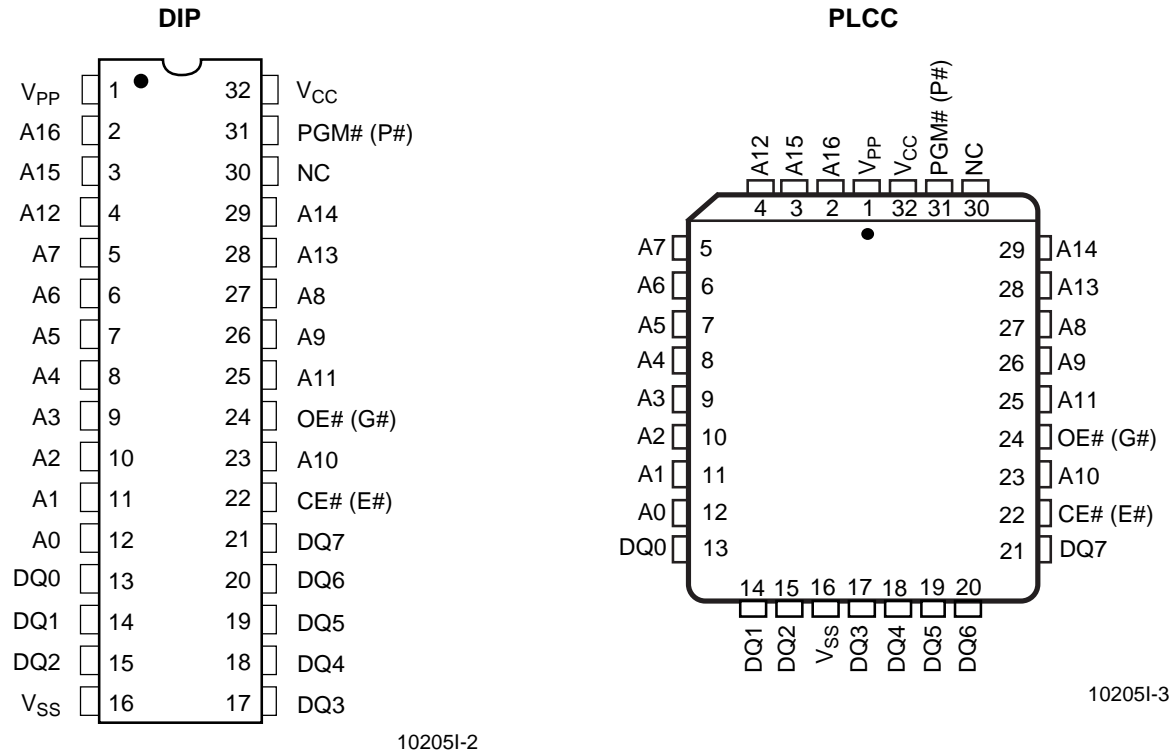 DIP
VPP 1 32 VCC
A16 2 31 PGM# (P#)
A15 3 30 NC
A12 4 29 A14
A7 5 28 A13
A6 6 27 A8
A5 7 26 A9
A4 8 25 A11
A3 9 24 OE# (G#)
A2 10 23 A10
A1 11 22 CE# (E#)
A0 12 21 DQ7
DQ0 13 20 DQ6
DQ1 14 19 DQ5
DQ2 15 18 DQ4
VSS 16 17 DQ3
10205I-2
PLCC
A12 A15 A16 VPP VCC PGM# (P#) NC
4 3 2 1 32 31 30
A7 5 29 A14
A6 6 28 A13
A5 7 27 A8
A4 8 26 A9
A3 9 25 A11
A2 10 24 OE# (G#)
A1 11 23 A10
A0 12 22 CE# (E#)
DQ0 13 21 DQ7
14 15 16 17 18 19 20
DQ1 DQ2 VSS DQ3 DQ4 DQ5 DQ6
10205I-3